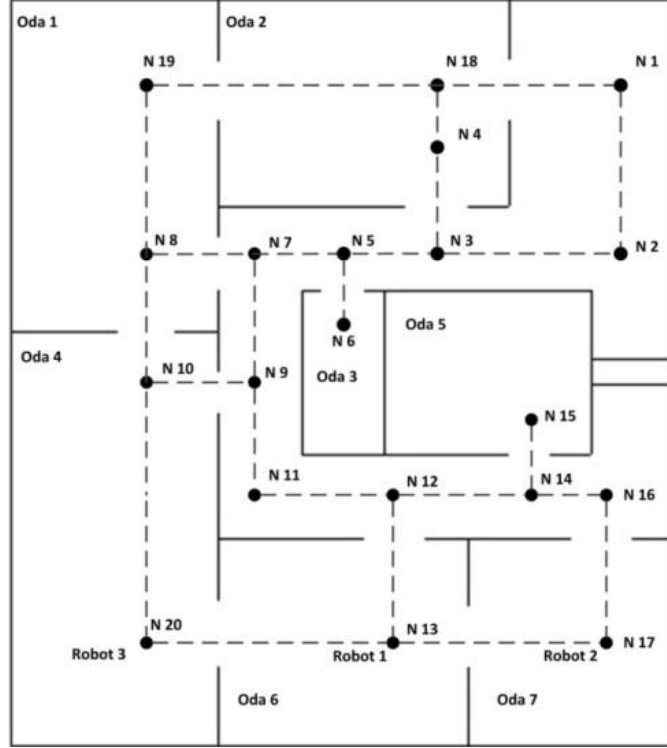 Oda 1
Oda 2
N 19
N 18
N 1
N 4
N 8
N 7
N 5
N 3
N 2
N 6
Oda 5
Oda 4
N 10
N 9
Oda 3
N 15
N 11
N 12
N 14
N 16
N 20
N 13
N 17
Robot 3
Robot 1
Robot 2
Oda 6
Oda 7